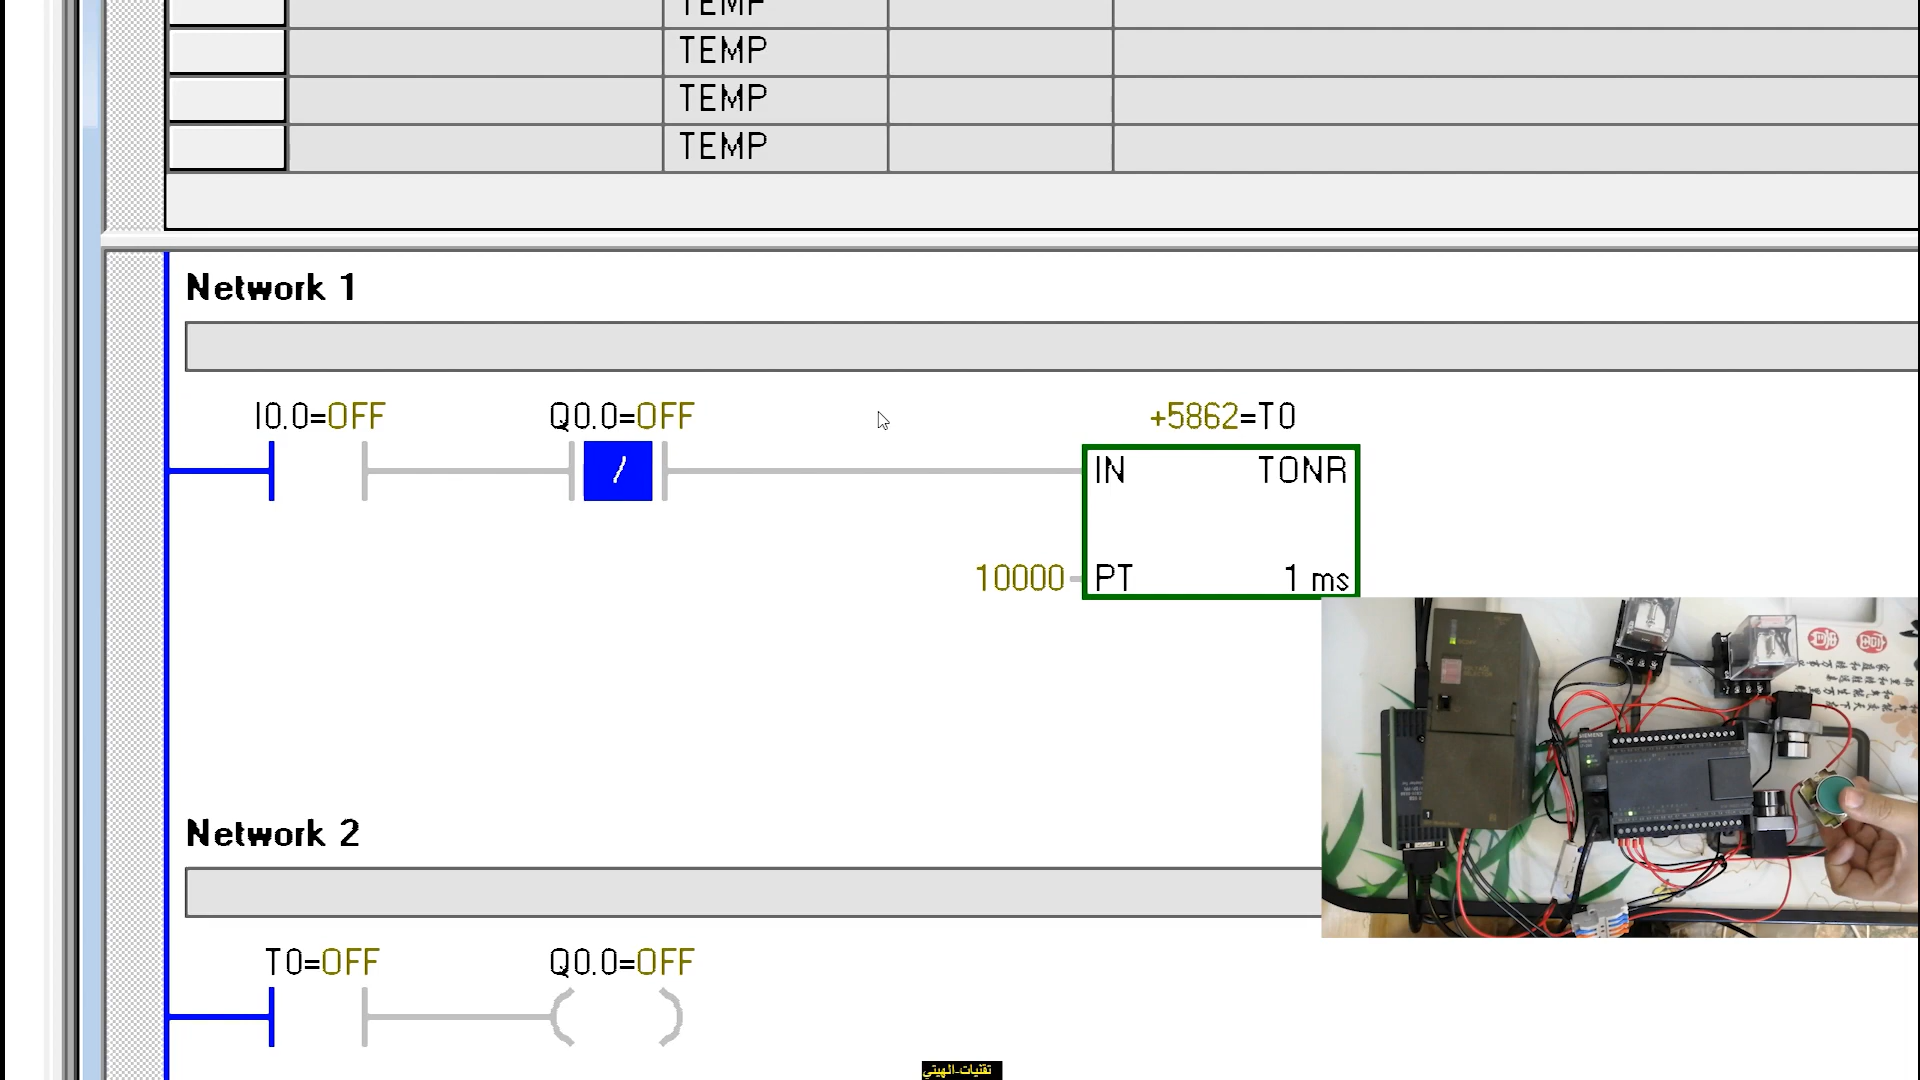 TEMP
TEMP
TEMP
TEMP
Network 1
I0.0=OFF
Q0.0=OFF
+5862=T0
/
IN TONR
10000 PT 1 ms
Network 2
T0=OFF
Q0.0=OFF
SIEMENS
تقنيات-الهيتي